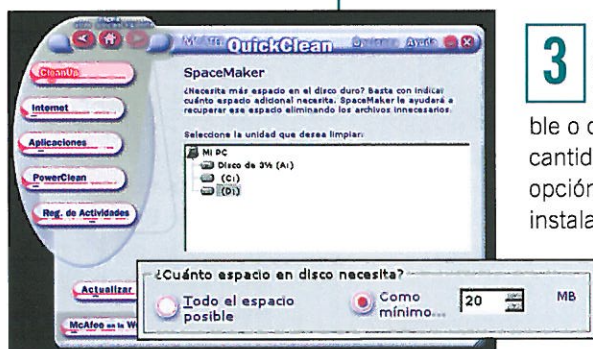 McAFEE QuickClean Opciones Ayuda
CleanUp
Internet
Aplicaciones
PowerClean
Reg. de Actividades
Actualizar
McAfee en la W
SpaceMaker
¿Necesita más espacio en el disco duro? Basta con indicar
cuánto espacio adicional necesita. SpaceMaker le ayudará a
recuperar ese espacio eliminando los archivos innecesarios.
Seleccione la unidad que desea limpiar:
Mi PC
Disco de 3½ (A:)
(C:)
(D:)
¿Cuánto espacio en disco necesita?
Todo el espacio
posible
Como
mínimo...
20
MB
3
ble o d
cantid
opción
instala